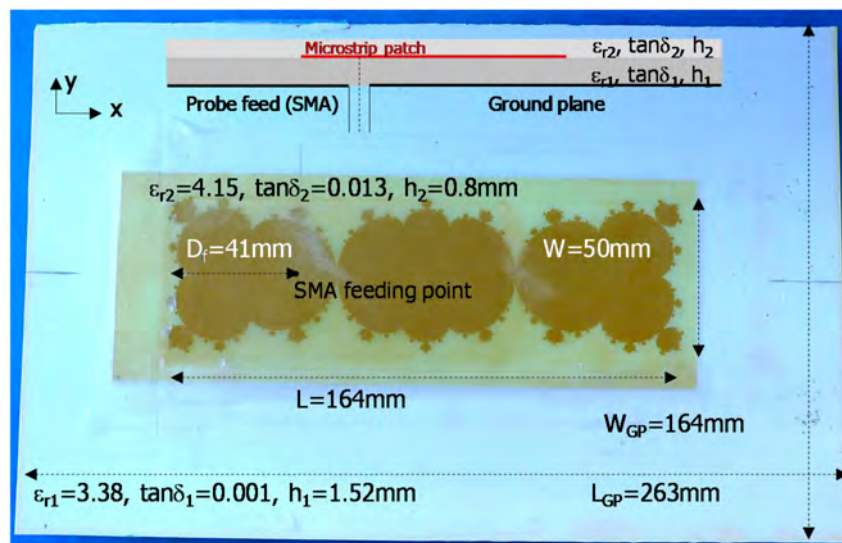 Microstrip patch
εr2, tanδ2, h2
εr1, tanδ1, h1
y
x
Probe feed (SMA)
Ground plane
εr2=4.15, tanδ2=0.013, h2=0.8mm
Df=41mm
W=50mm
SMA feeding point
L=164mm
WGP=164mm
εr1=3.38, tanδ1=0.001, h1=1.52mm
LGP=263mm